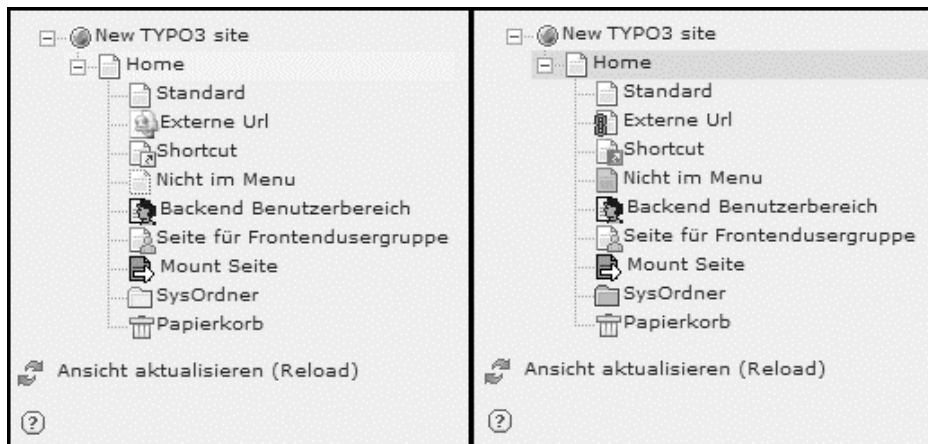 New TYPO3 site
Home
Standard
Externe Url
Shortcut
Nicht im Menu
Backend Benutzerbereich
Seite für Frontendusergruppe
Mount Seite
SysOrdner
Papierkorb
Ansicht aktualisieren (Reload)
?
New TYPO3 site
Home
Standard
Externe Url
Shortcut
Nicht im Menu
Backend Benutzerbereich
Seite für Frontendusergruppe
Mount Seite
SysOrdner
Papierkorb
Ansicht aktualisieren (Reload)
?